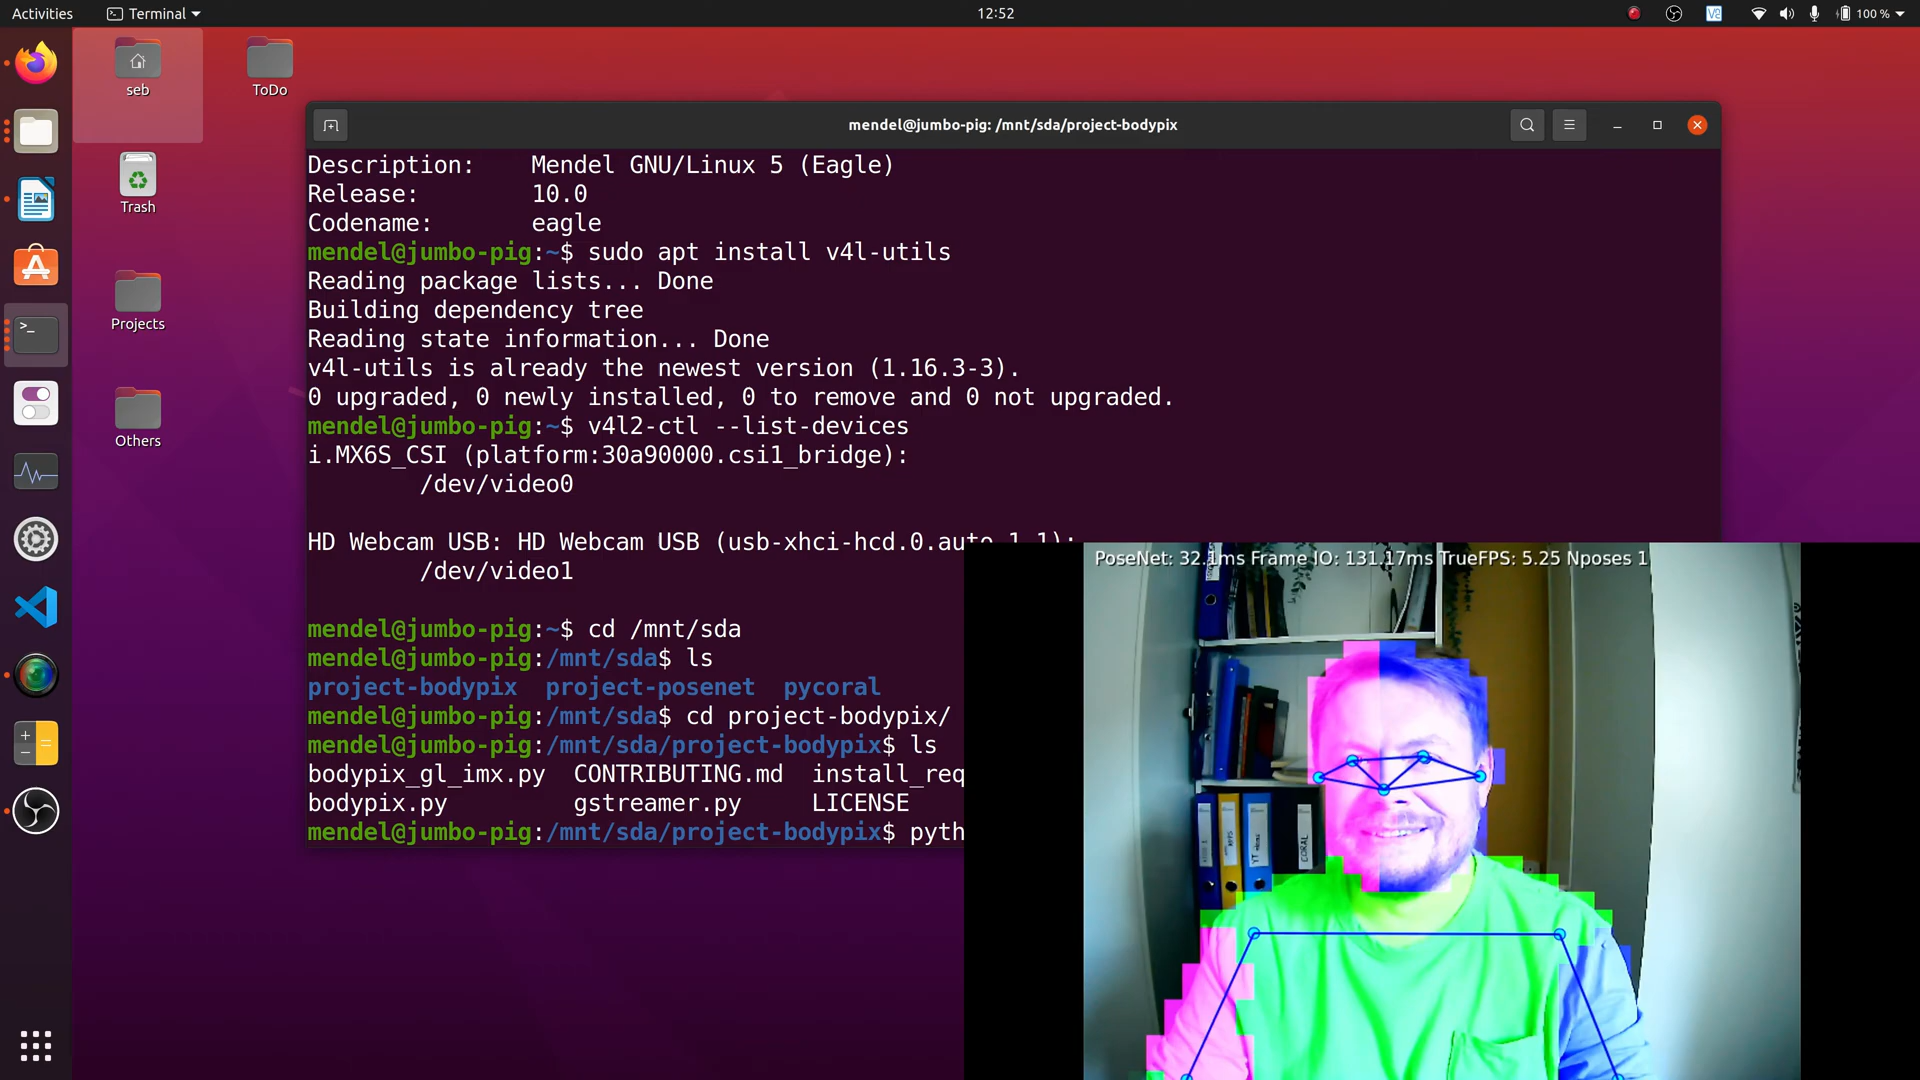 Activities
Terminal
12:52
V2
100 %
seb
ToDo
Trash
Projects
Others
mendel@jumbo-pig: /mnt/sda/project-bodypix
Description:    Mendel GNU/Linux 5 (Eagle)
Release:        10.0
Codename:       eagle
mendel@jumbo-pig:~$ sudo apt install v4l-utils
Reading package lists... Done
Building dependency tree
Reading state information... Done
v4l-utils is already the newest version (1.16.3-3).
0 upgraded, 0 newly installed, 0 to remove and 0 not upgraded.
mendel@jumbo-pig:~$ v4l2-ctl --list-devices
i.MX6S_CSI (platform:30a90000.csi1_bridge):
/dev/video0
HD Webcam USB: HD Webcam USB (usb-xhci-hcd.0.auto-1.1):
/dev/video1
mendel@jumbo-pig:~$ cd /mnt/sda
mendel@jumbo-pig:/mnt/sda$ ls
project-bodypix  project-posenet  pycoral
mendel@jumbo-pig:/mnt/sda$ cd project-bodypix/
mendel@jumbo-pig:/mnt/sda/project-bodypix$ ls
bodypix_gl_imx.py  CONTRIBUTING.md  install_req
bodypix.py         gstreamer.py     LICENSE
mendel@jumbo-pig:/mnt/sda/project-bodypix$ pyth
PoseNet: 32.1ms Frame IO: 131.17ms TrueFPS: 5.25 Nposes 1
CORAL